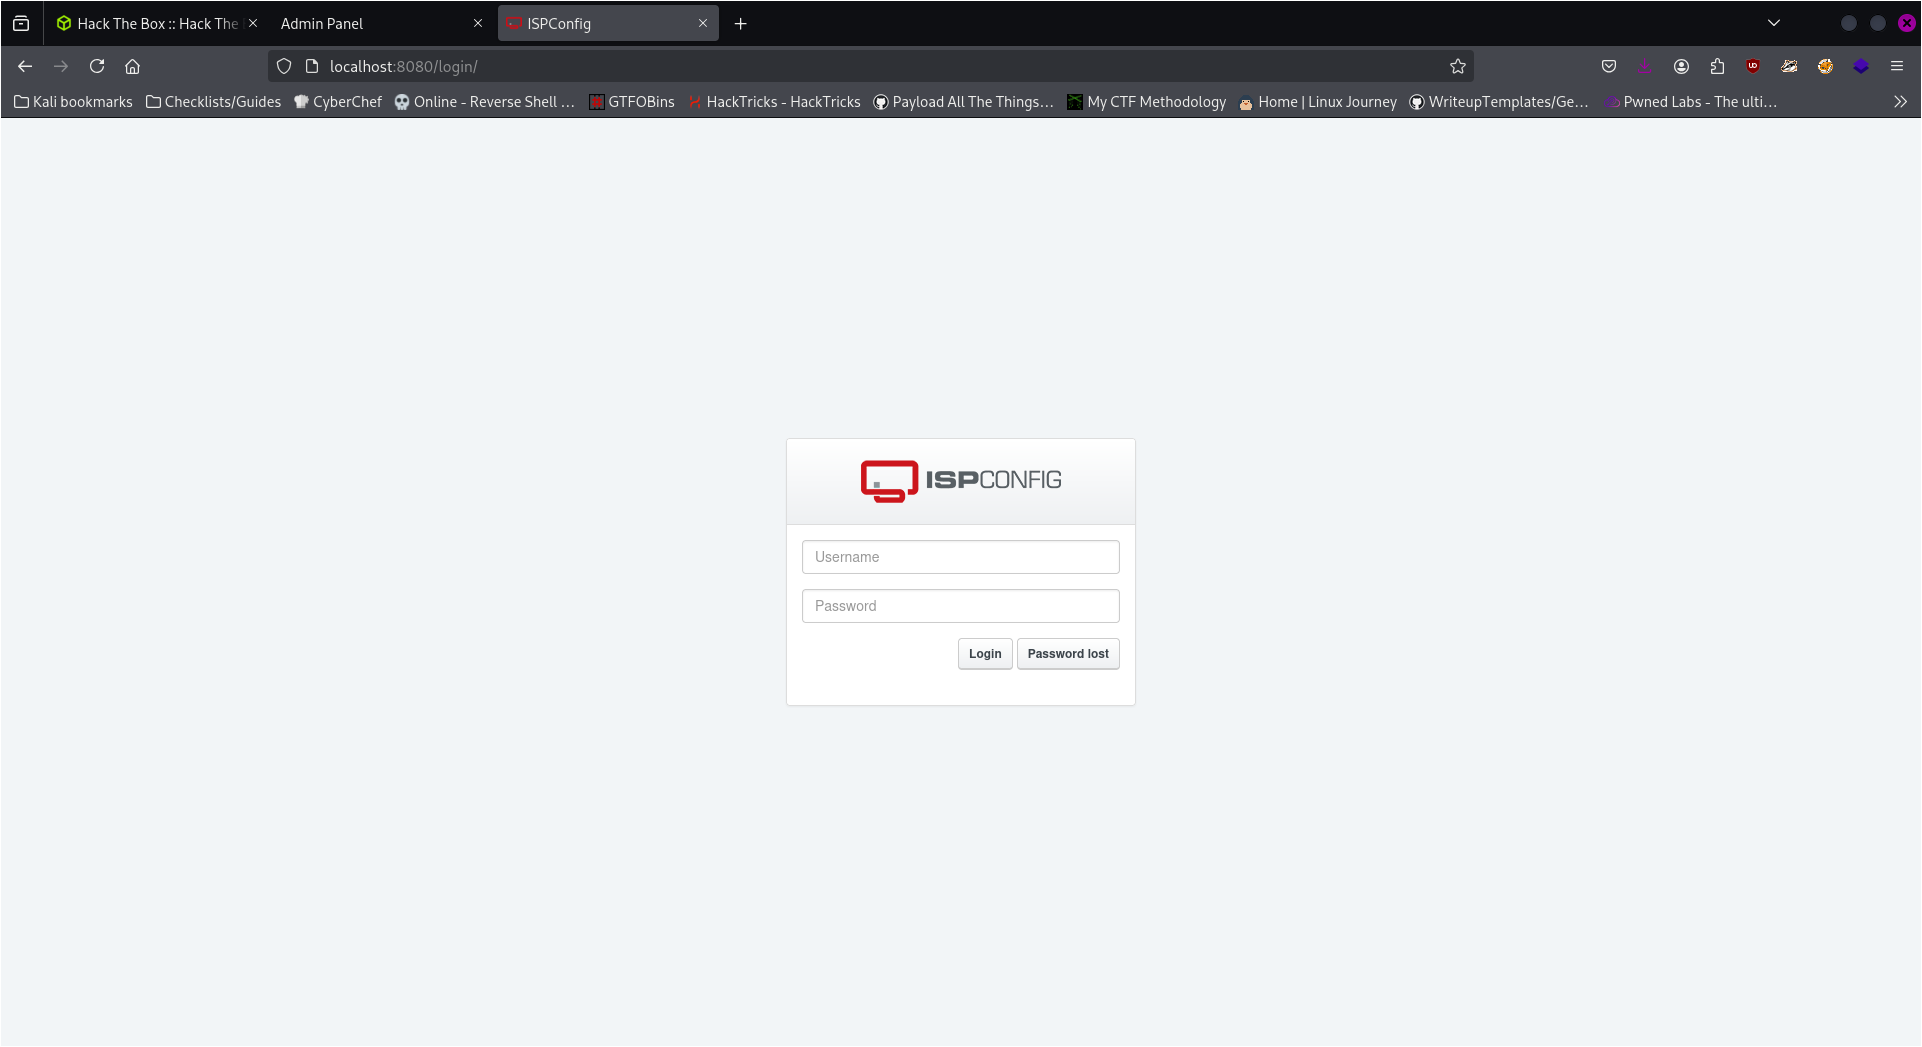 Hack The Box :: Hack The
Admin Panel
ISPConfig
localhost:8080/login/
Kali bookmarks
Checklists/Guides
CyberChef
Online - Reverse Shell ...
GTFOBins
HackTricks - HackTricks
Payload All The Things...
My CTF Methodology
Home | Linux Journey
WriteupTemplates/Ge...
Pwned Labs - The ulti...
ISPCONFIG
Username
Password
Login
Password lost